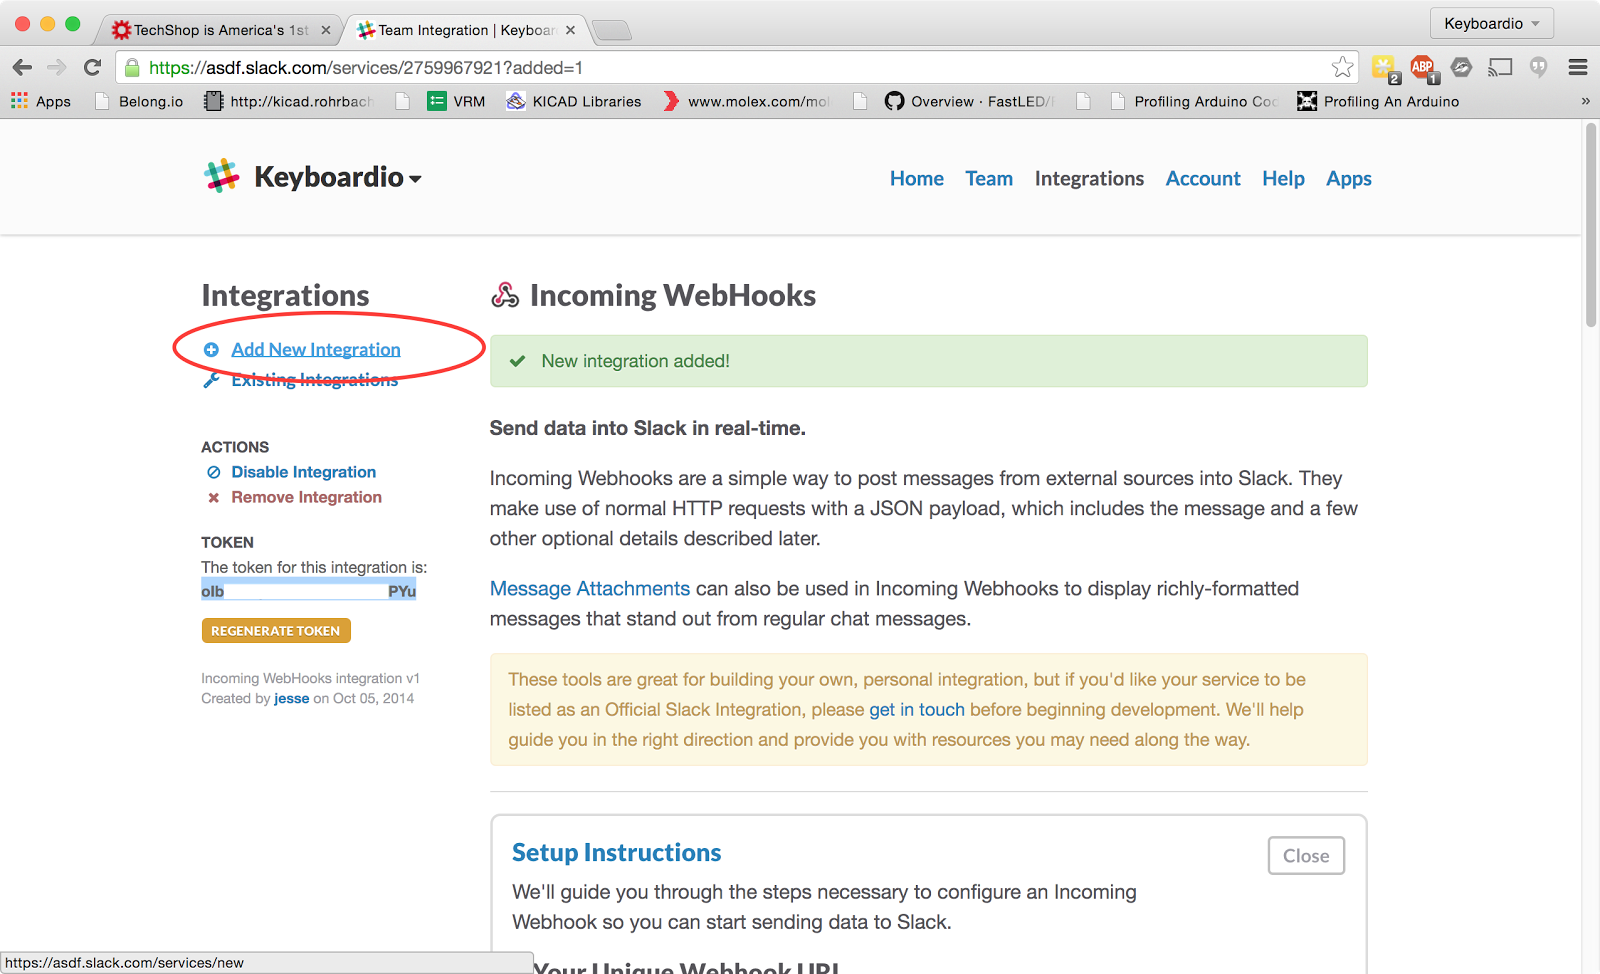 TechShop is America's 1st
Team Integration | Keyboar
Keyboardio
https://asdf.slack.com/services/2759967921?added=1
2
ABP
1
Apps
Belong.io
http://kicad.rohrbach
VRM
KICAD Libraries
www.molex.com/mol
Overview · FastLED/
Profiling Arduino Cod
Profiling An Arduino
»
Keyboardio
Home Team Integrations Account Help Apps
Integrations
Add New Integration
Existing Integrations
ACTIONS
Disable Integration
Remove Integration
TOKEN
The token for this integration is:
olb PYu
REGENERATE TOKEN
Incoming WebHooks integration v1
Created by jesse on Oct 05, 2014
Incoming WebHooks
New integration added!
Send data into Slack in real-time.
Incoming Webhooks are a simple way to post messages from external sources into Slack. They
make use of normal HTTP requests with a JSON payload, which includes the message and a few
other optional details described later.
Message Attachments can also be used in Incoming Webhooks to display richly-formatted
messages that stand out from regular chat messages.
These tools are great for building your own, personal integration, but if you'd like your service to be
listed as an Official Slack Integration, please get in touch before beginning development. We'll help
guide you in the right direction and provide you with resources you may need along the way.
Setup Instructions
Close
We'll guide you through the steps necessary to configure an Incoming
Webhook so you can start sending data to Slack.
Your Unique Webhook URL
https://asdf.slack.com/services/new